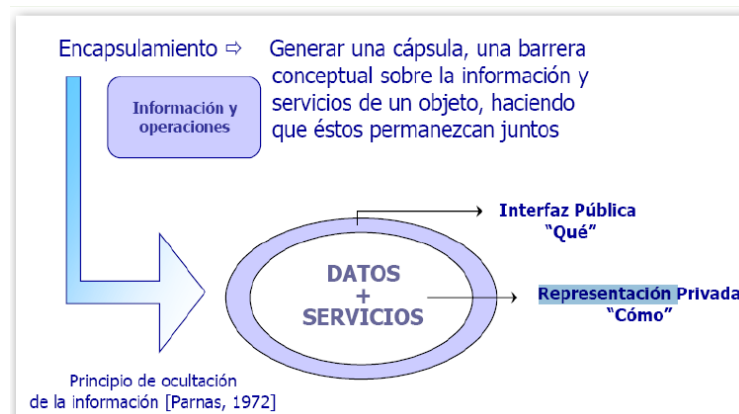 Encapsulamiento ⇨
Generar una cápsula, una barrera
conceptual sobre la información y
servicios de un objeto, haciendo
que éstos permanezcan juntos
Información y
operaciones
Interfaz Pública
“Qué”
DATOS
+
SERVICIOS
Representación Privada
“Cómo”
Principio de ocultación
de la información [Parnas, 1972]